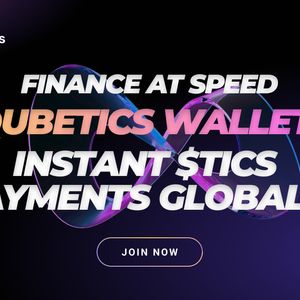 S
FINANCE AT SPEED
UBETICS WALLET
INSTANT $TICS
AYMENTS GLOBAL
JOIN NOW